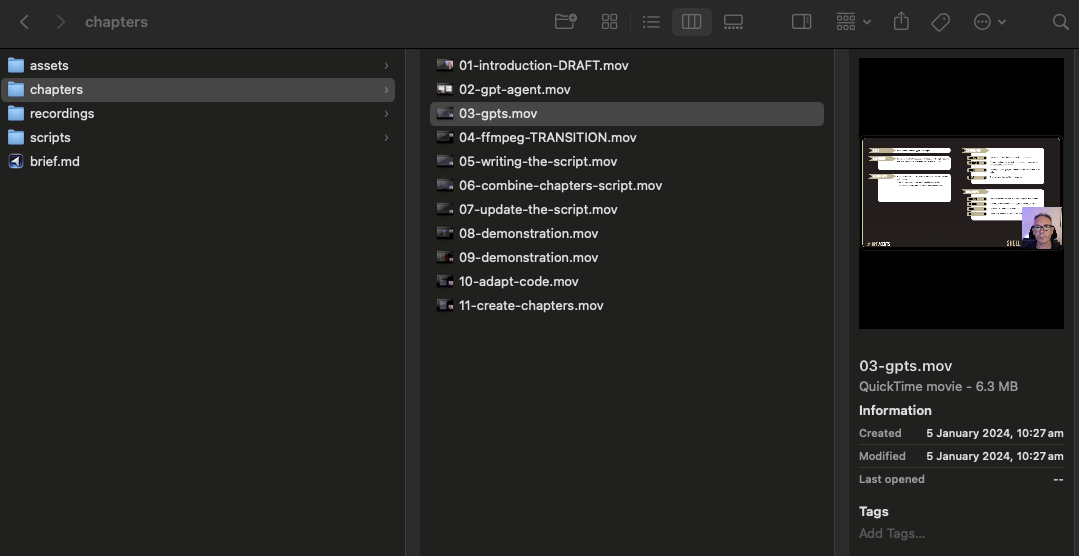 chapters
assets
chapters
recordings
scripts
brief.md
01-introduction-DRAFT.mov
02-gpt-agent.mov
03-gpts.mov
04-ffmpeg-TRANSITION.mov
05-writing-the-script.mov
06-combine-chapters-script.mov
07-update-the-script.mov
08-demonstration.mov
09-demonstration.mov
10-adapt-code.mov
11-create-chapters.mov
SHELL
03-gpts.mov
QuickTime movie - 6.3 MB
Information
Created 5 January 2024, 10:27 am
Modified 5 January 2024, 10:27 am
Last opened --
Tags
Add Tags...